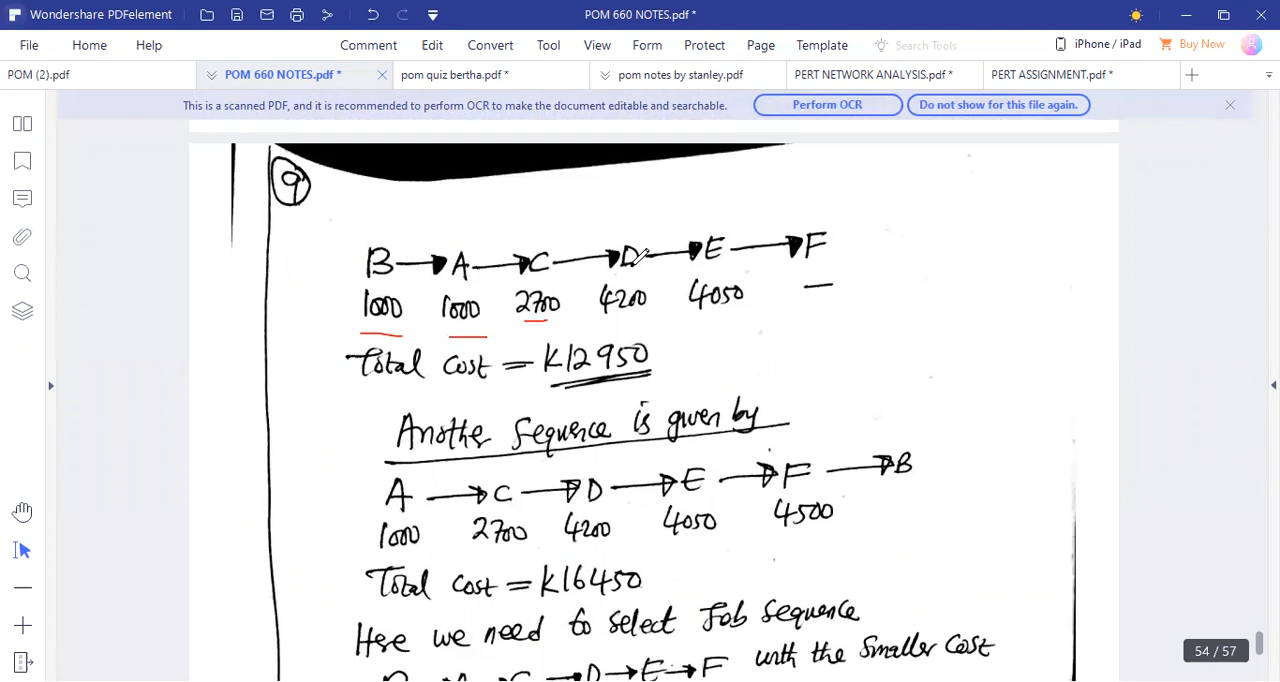 Wondershare PDFelement
POM 660 NOTES.pdf *
File Home Help Comment Edit Convert Tool View Form Protect Page Template Search Tools iPhone / iPad Buy Now
POM (2).pdf POM 660 NOTES.pdf * pom quiz bertha.pdf * pom notes by stanley.pdf PERT NETWORK ANALYSIS.pdf * PERT ASSIGNMENT.pdf *
This is a scanned PDF, and it is recommended to perform OCR to make the document editable and searchable. Perform OCR Do not show for this file again.
9
B → A → C → D → E → F
1000 1000 2700 4200 4050 —
Total Cost = K12950
Another Sequence is given by
A → C → D → E → F → B
1000 2700 4200 4050 4500
Total Cost = K16450
Here we need to select Job Sequence
with the smaller cost
D → E → F
54 / 57